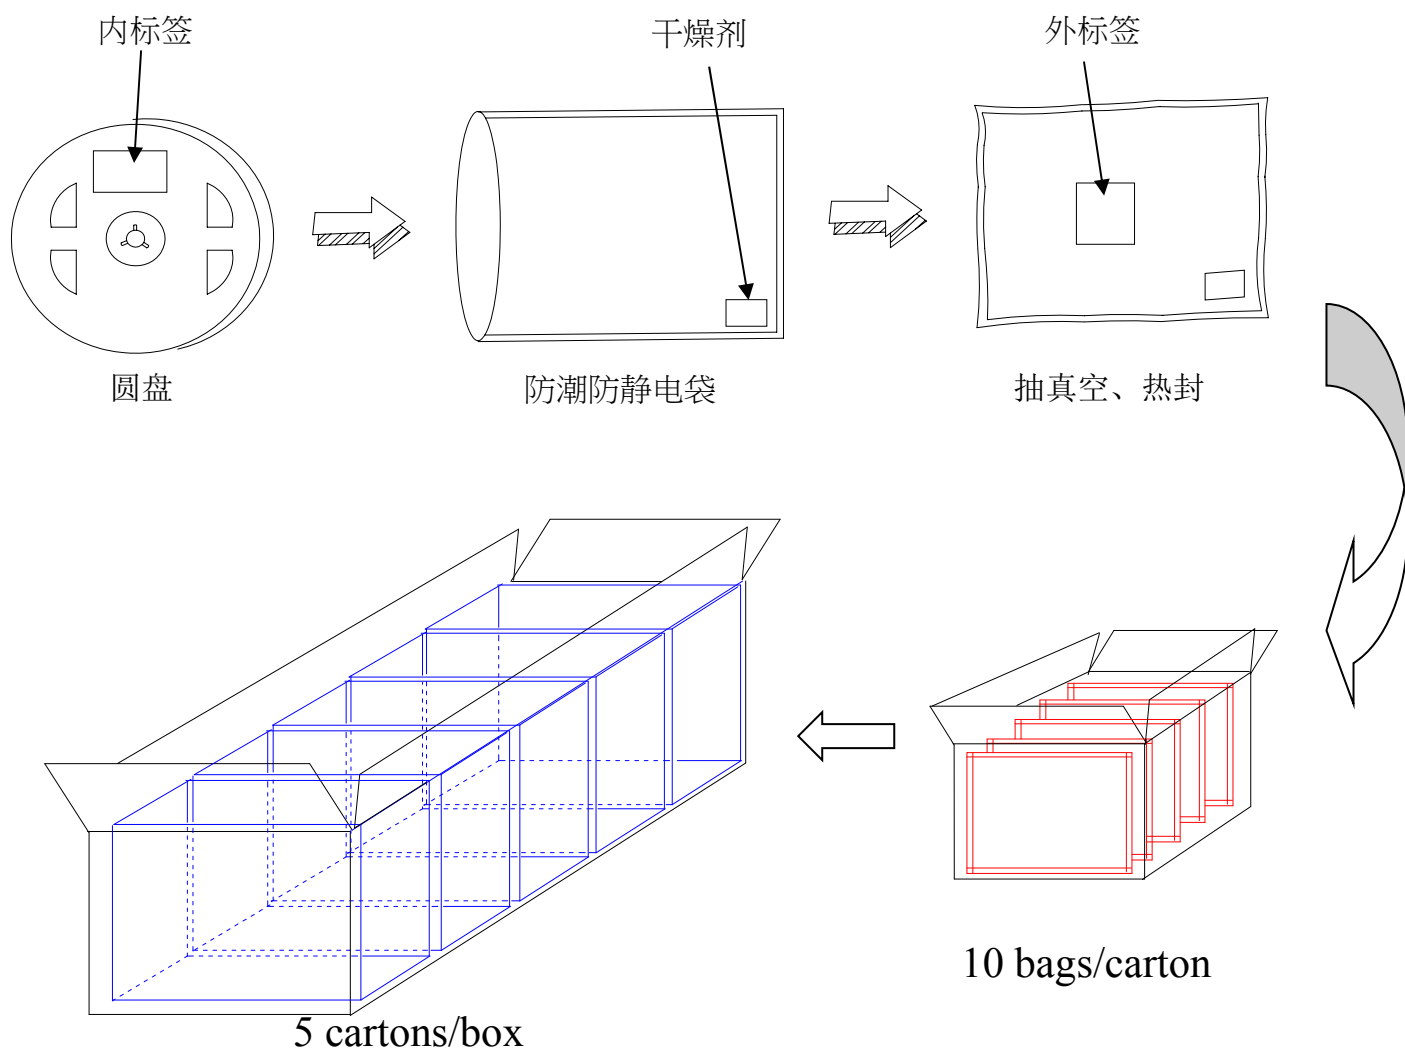 内标签
干燥剂
外标签
圆盘
防潮防静电袋
抽真空、热封
10 bags/carton
5 cartons/box